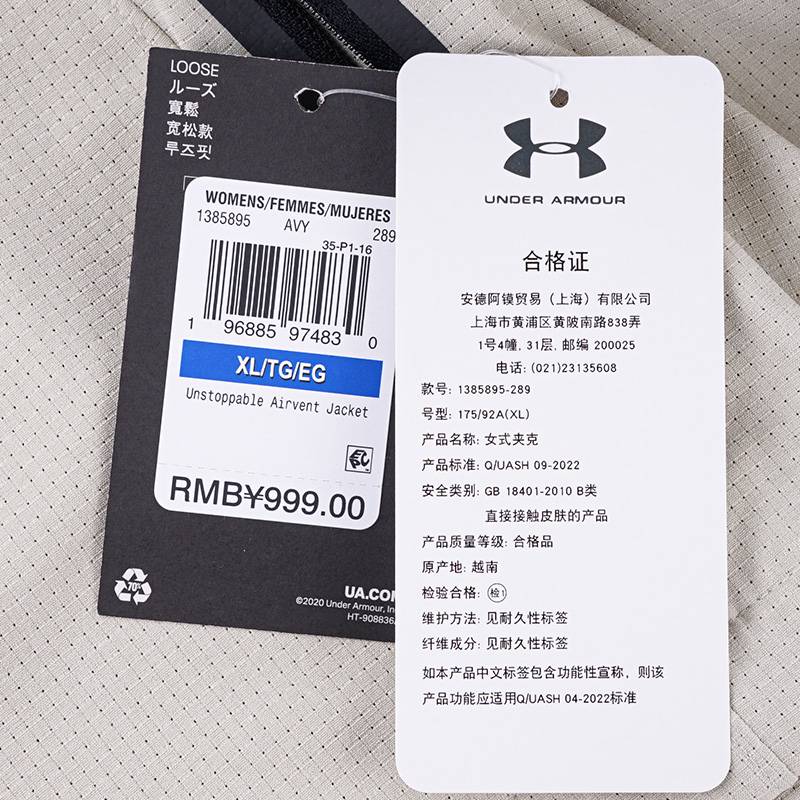 LOOSE
ルーズ
寬鬆
宽松款
루즈핏
WOMENS/FEMMES/MUJERES
1385895 AVY 289
35-P1-16
1 96885 97483 0
XL/TG/EG
Unstoppable Airvent Jacket
RMB¥999.00
70%
UA.CO
©2020 Under Armour, In
HT-908836
UNDER ARMOUR
合格证
安德阿镆贸易（上海）有限公司
上海市黄浦区黄陂南路838弄
1号4幢, 31层, 邮编 200025
电话: (021)23135608
款号: 1385895-289
号型: 175/92A(XL)
产品名称: 女式夹克
产品标准: Q/UASH 09-2022
安全类别: GB 18401-2010 B类
直接接触皮肤的产品
产品质量等级: 合格品
原产地: 越南
检验合格: 检1
维护方法: 见耐久性标签
纤维成分: 见耐久性标签
如本产品中文标签包含功能性宣称, 则该
产品功能应适用Q/UASH 04-2022标准